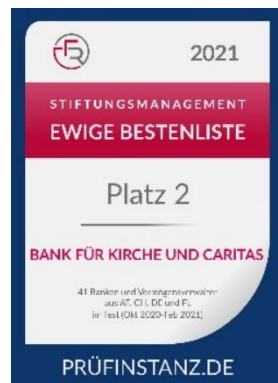 FR
2021
STIFTUNGSMANAGEMENT
EWIGE BESTENLISTE
Platz 2
BANK FÜR KIRCHE UND CARITAS
41 Banken und Vermögensverwalter
aus AT, CH, DE und FL
im Test (Okt 2020-Feb 2021)
PRÜFINSTANZ.DE